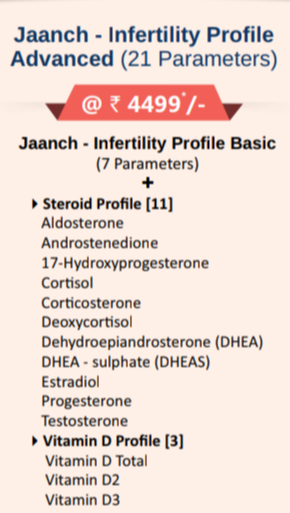 Jaanch - Infertility Profile
Advanced (21 Parameters)
@ ₹ 4499*/-
Jaanch - Infertility Profile Basic
(7 Parameters)
+
Steroid Profile [11]
Aldosterone
Androstenedione
17-Hydroxyprogesterone
Cortisol
Corticosterone
Deoxycortisol
Dehydroepiandrosterone (DHEA)
DHEA - sulphate (DHEAS)
Estradiol
Progesterone
Testosterone
Vitamin D Profile [3]
Vitamin D Total
Vitamin D2
Vitamin D3